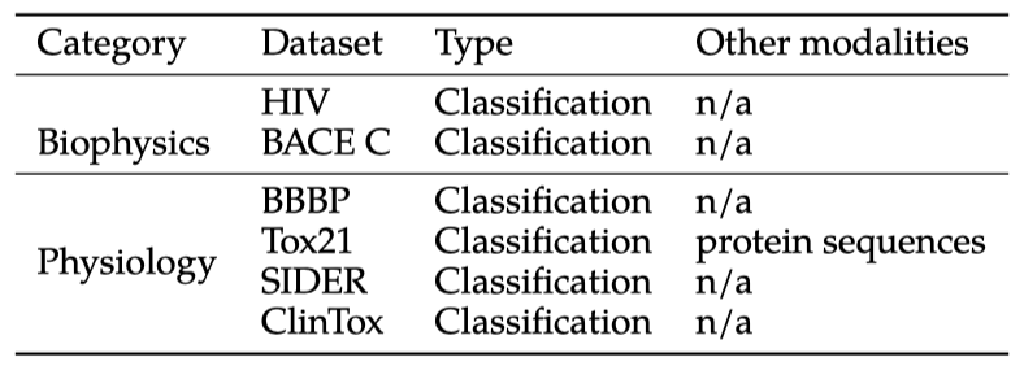 Category Dataset Type Other modalities
HIV Classification n/a
Biophysics BACE C Classification n/a
BBBP Classification n/a
Tox21 Classification protein sequences
Physiology
SIDER Classification n/a
ClinTox Classification n/a